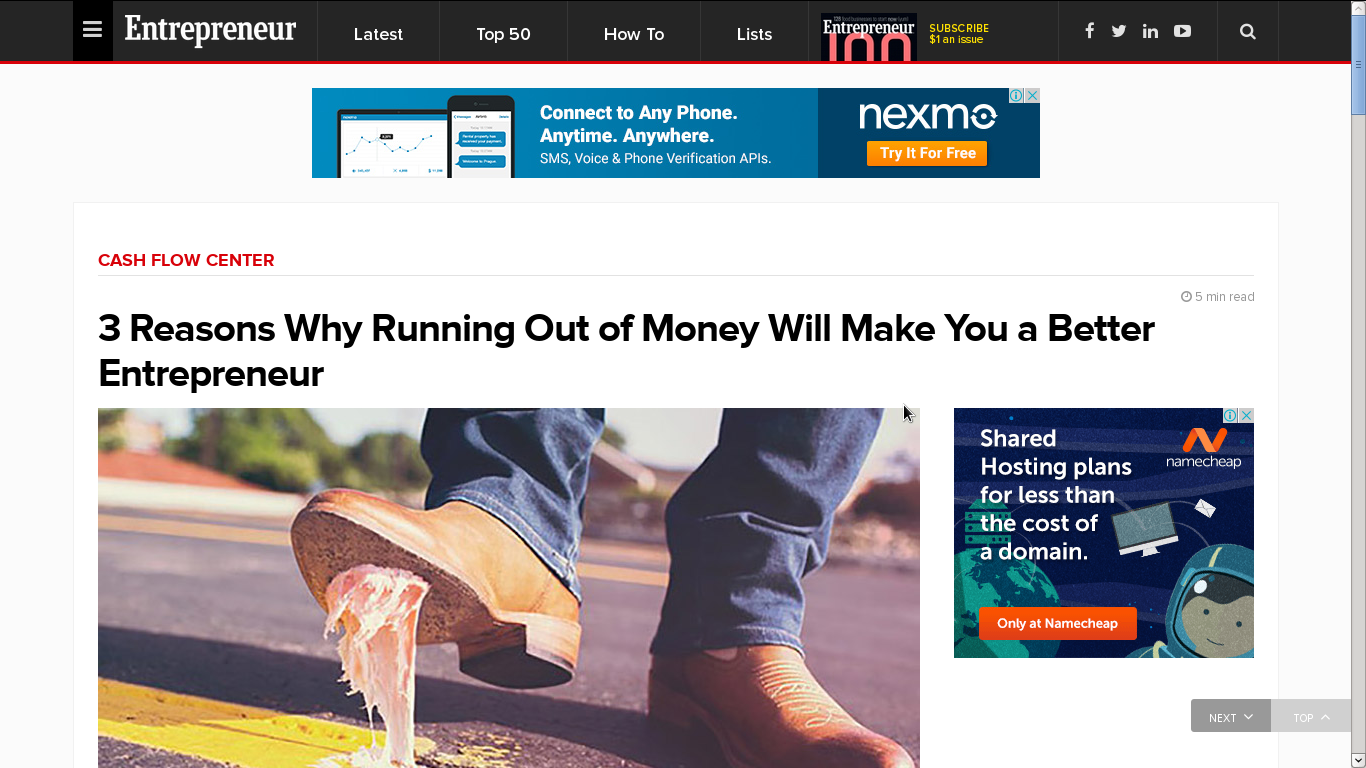 Entrepreneur
Latest
Top 50
How To
Lists
Entrepreneur
100
SUBSCRIBE
$1 an issue
Connect to Any Phone.
Anytime. Anywhere.
SMS, Voice & Phone Verification APIs.
nexmo
Try It For Free
CASH FLOW CENTER
5 min read
3 Reasons Why Running Out of Money Will Make You a Better
Entrepreneur
Shared
Hosting plans
for less than
the cost of
a domain.
namecheap
Only at Namecheap
NEXT
TOP